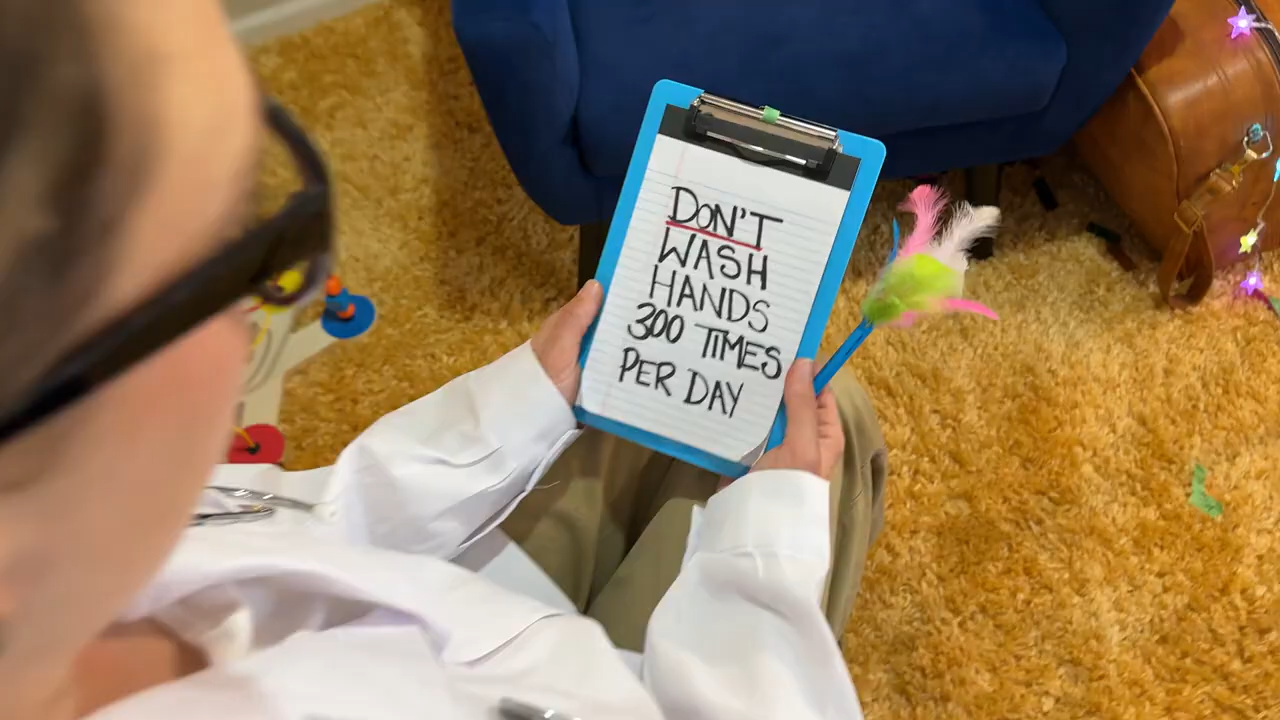 DON'T
WASH
HANDS
300 TIMES
PER DAY